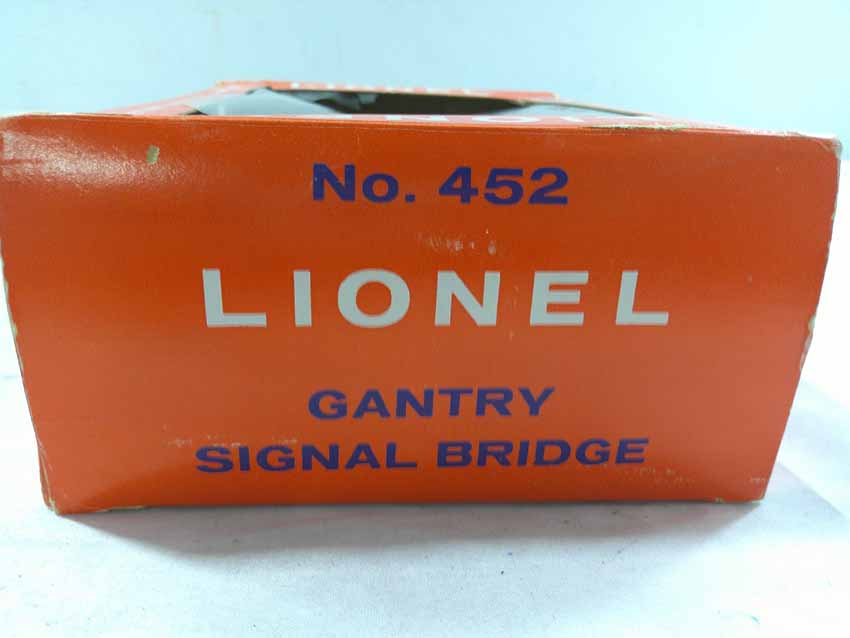 No. 452
LIONEL
GANTRY
SIGNAL BRIDGE